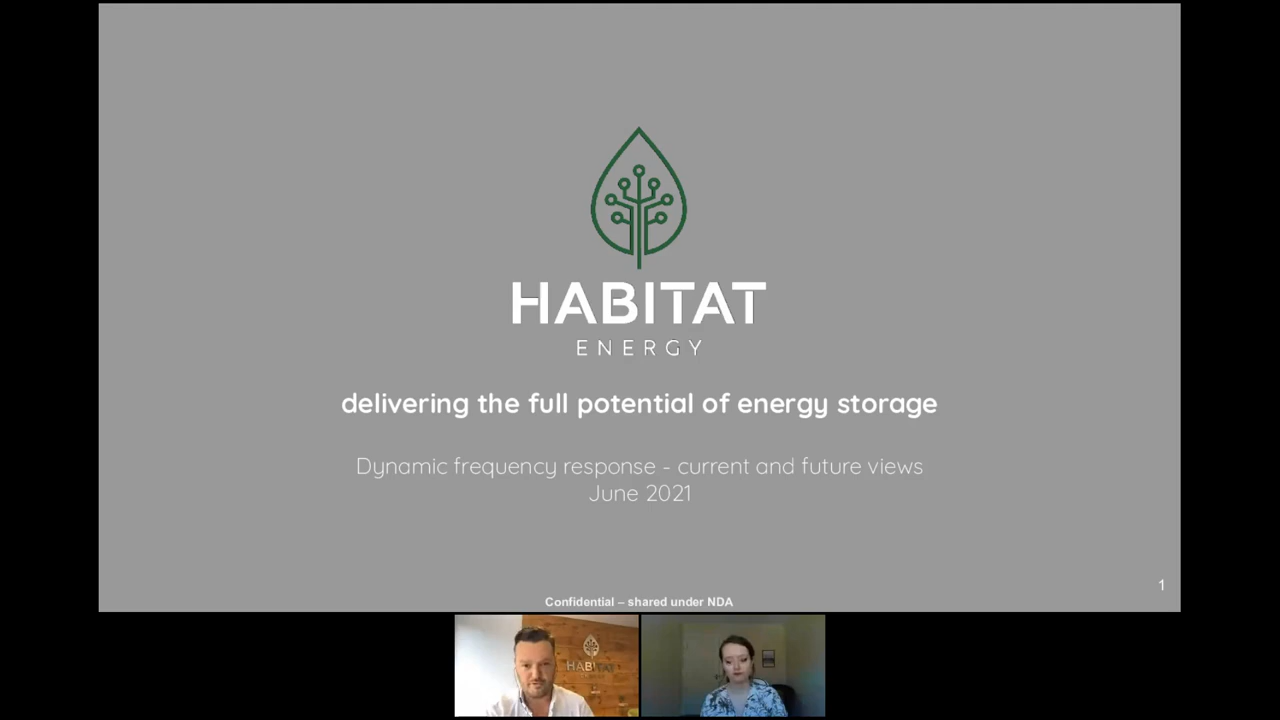 HABITAT
ENERGY
delivering the full potential of energy storage
Dynamic frequency response - current and future views
June 2021
1
Confidential – shared under NDA
HABITAT